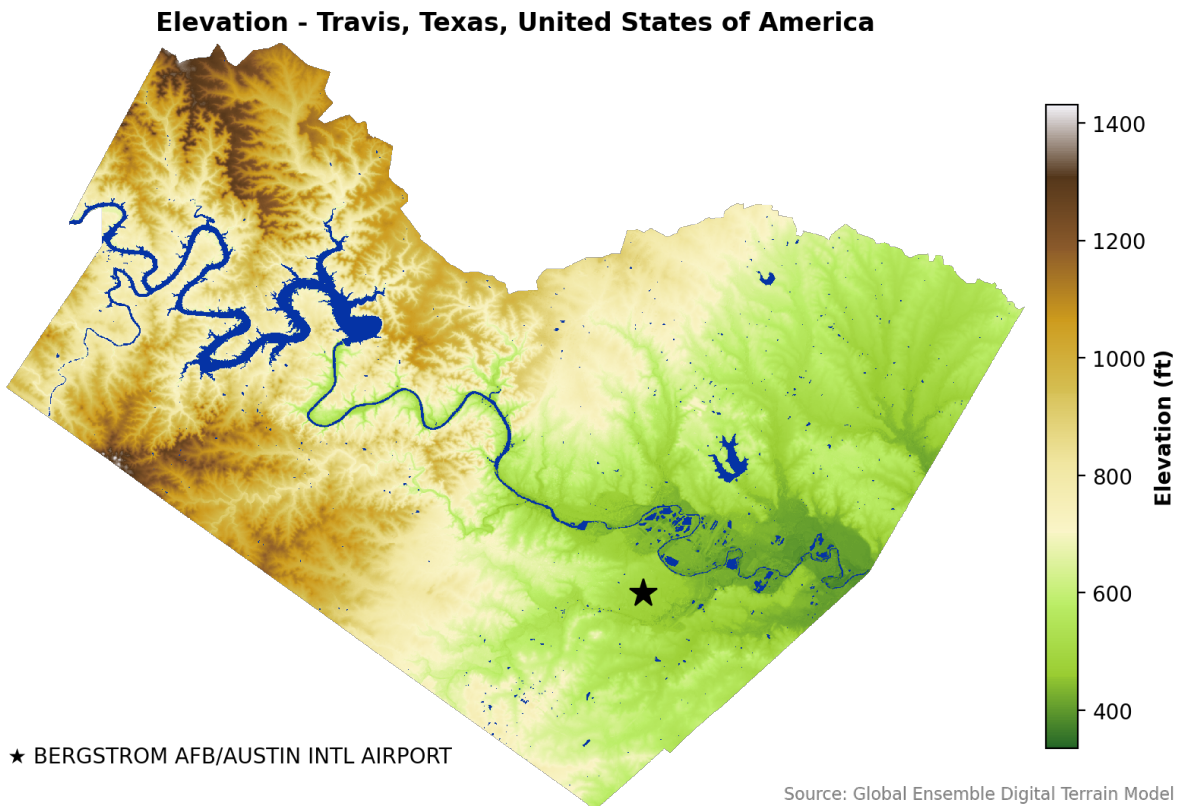 Elevation - Travis, Texas, United States of America
1400
1200
1000
800
600
400
Elevation (ft)
★ BERGSTROM AFB/AUSTIN INTL AIRPORT
Source: Global Ensemble Digital Terrain Model